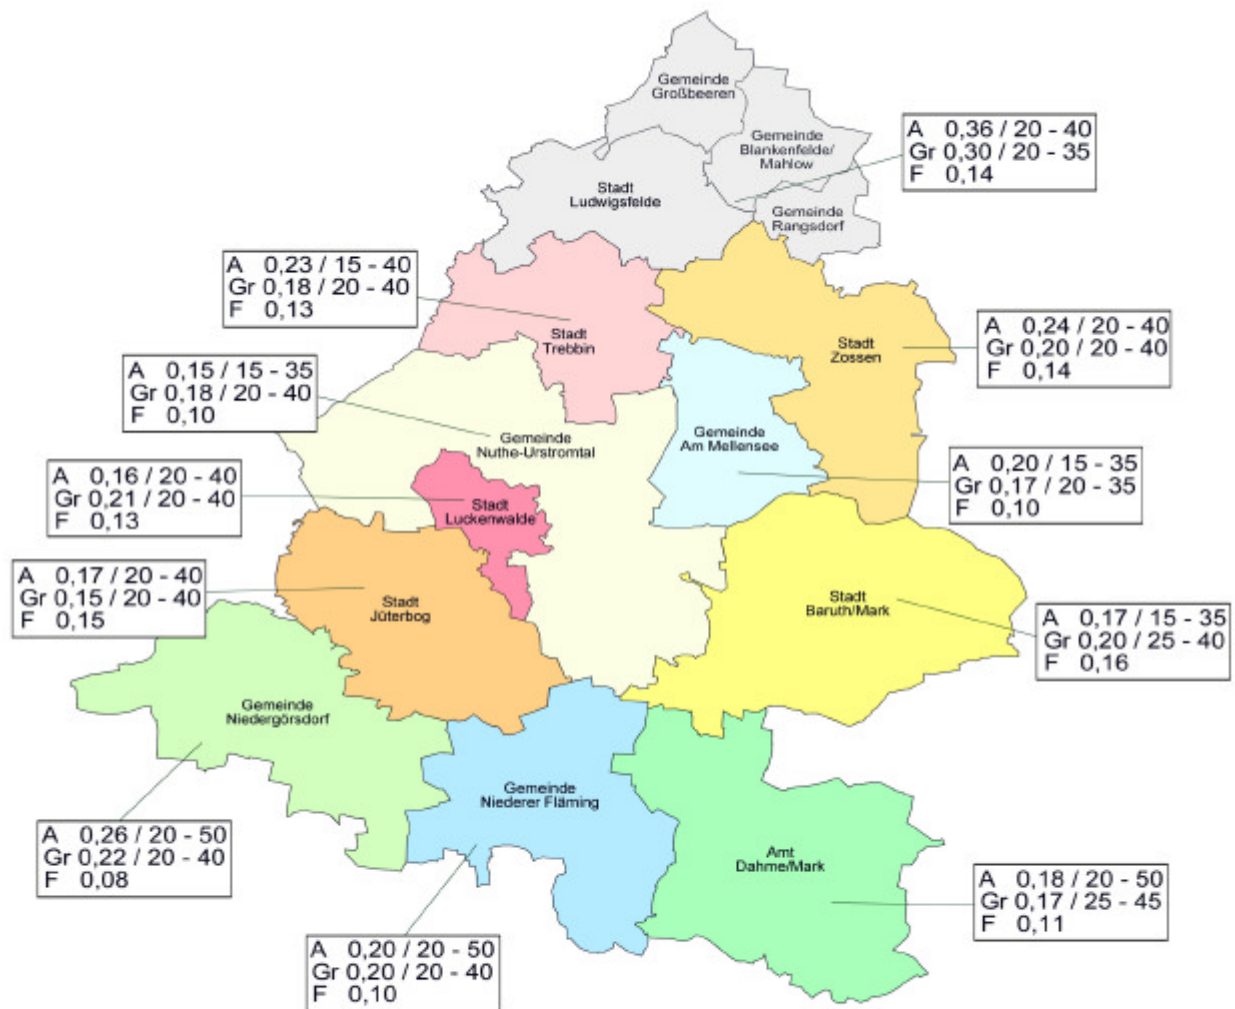 Gemeinde
Großbeeren
Gemeinde
Blankenfelde/
Mahlow
A 0,36 / 20 - 40
Gr 0,30 / 20 - 35
F 0,14
Stadt
Ludwigsfelde
Gemeinde
Rangsdorf
A 0,23 / 15 - 40
Gr 0,18 / 20 - 40
F 0,13
Stadt
Trebbin
Stadt
Zossen
A 0,24 / 20 - 40
Gr 0,20 / 20 - 40
F 0,14
A 0,15 / 15 - 35
Gr 0,18 / 20 - 40
F 0,10
Gemeinde
Nuthe-Urstromtal
Gemeinde
Am Mellensee
A 0,20 / 15 - 35
Gr 0,17 / 20 - 35
F 0,10
A 0,16 / 20 - 40
Gr 0,21 / 20 - 40
F 0,13
Stadt
Luckenwalde
A 0,17 / 20 - 40
Gr 0,15 / 20 - 40
F 0,15
Stadt
Jüterbog
Stadt
Baruth/Mark
A 0,17 / 15 - 35
Gr 0,20 / 25 - 40
F 0,16
Gemeinde
Niedergörsdorf
Gemeinde
Niederer Fläming
A 0,26 / 20 - 50
Gr 0,22 / 20 - 40
F 0,08
Amt
Dahme/Mark
A 0,18 / 20 - 50
Gr 0,17 / 25 - 45
F 0,11
A 0,20 / 20 - 50
Gr 0,20 / 20 - 40
F 0,10